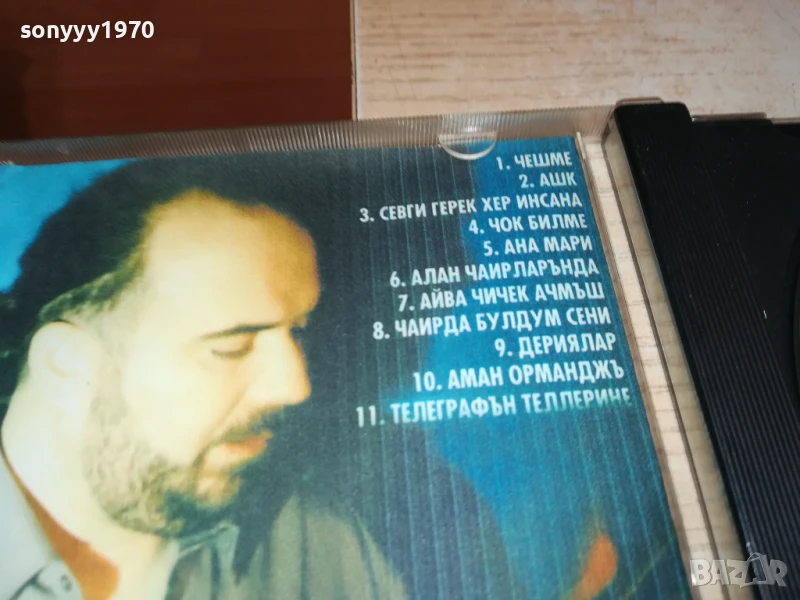 sonyyy1970
1. ЧЕШМЕ
2. АШК
3. СЕВГИ ГЕРЕК ХЕР ИНСАНА
4. ЧОК БИЛМЕ
5. АНА МАРИ
6. АЛАН ЧАИРЛАРЪНДА
7. АЙВА ЧИЧЕК АЧМЪШ
8. ЧАИРДА БУЛДУМ СЕНИ
9. ДЕРИЯЛАР
10. АМАН ОРМАНДЖЪ
11. ТЕЛЕГРАФЪН ТЕЛЛЕРИНЕ
BAZAR